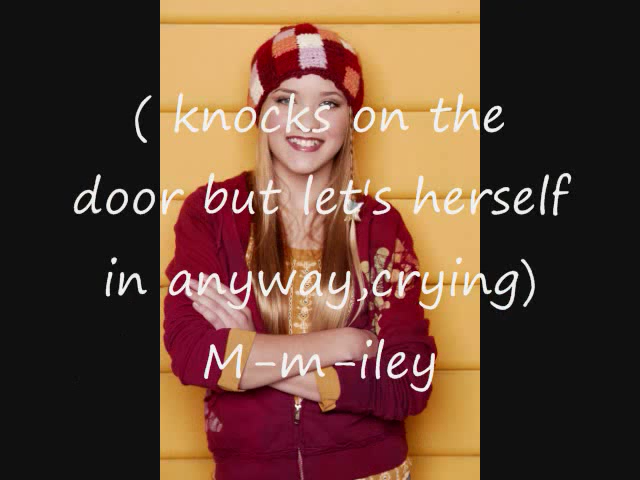 ( knocks on the
door but let's herself
in anyway,crying)
M-m-iley